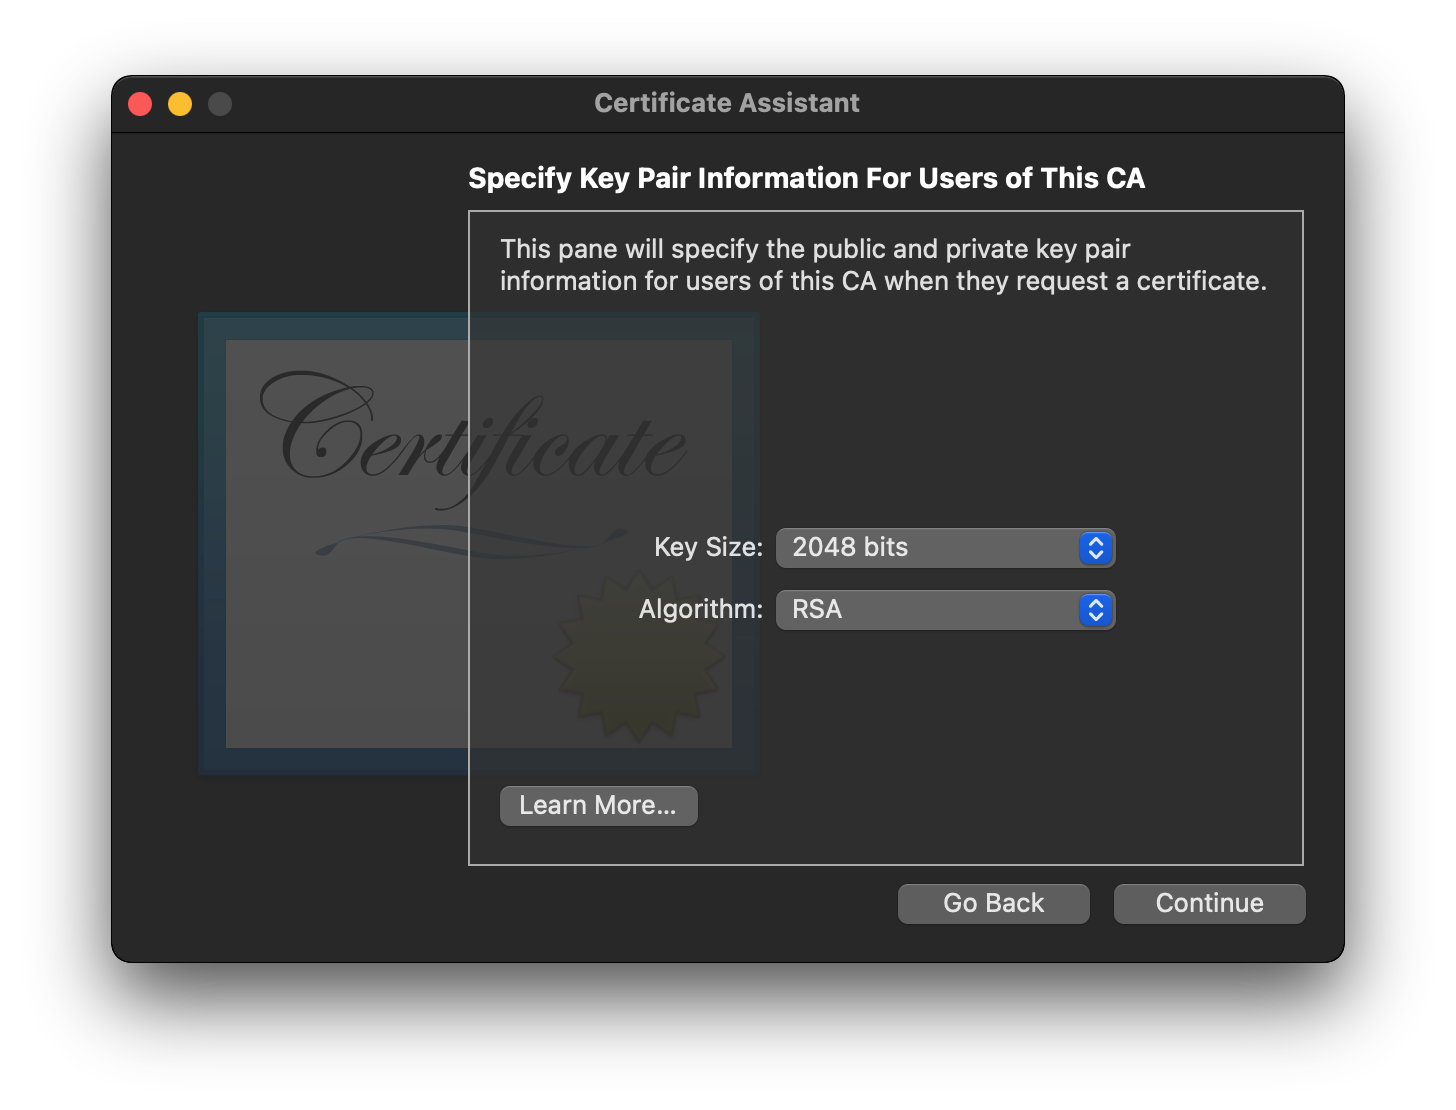 Certificate Assistant
Specify Key Pair Information For Users of This CA
This pane will specify the public and private key pair
information for users of this CA when they request a certificate.
Certificate
Key Size: 2048 bits
Algorithm: RSA
Learn More...
Go Back Continue